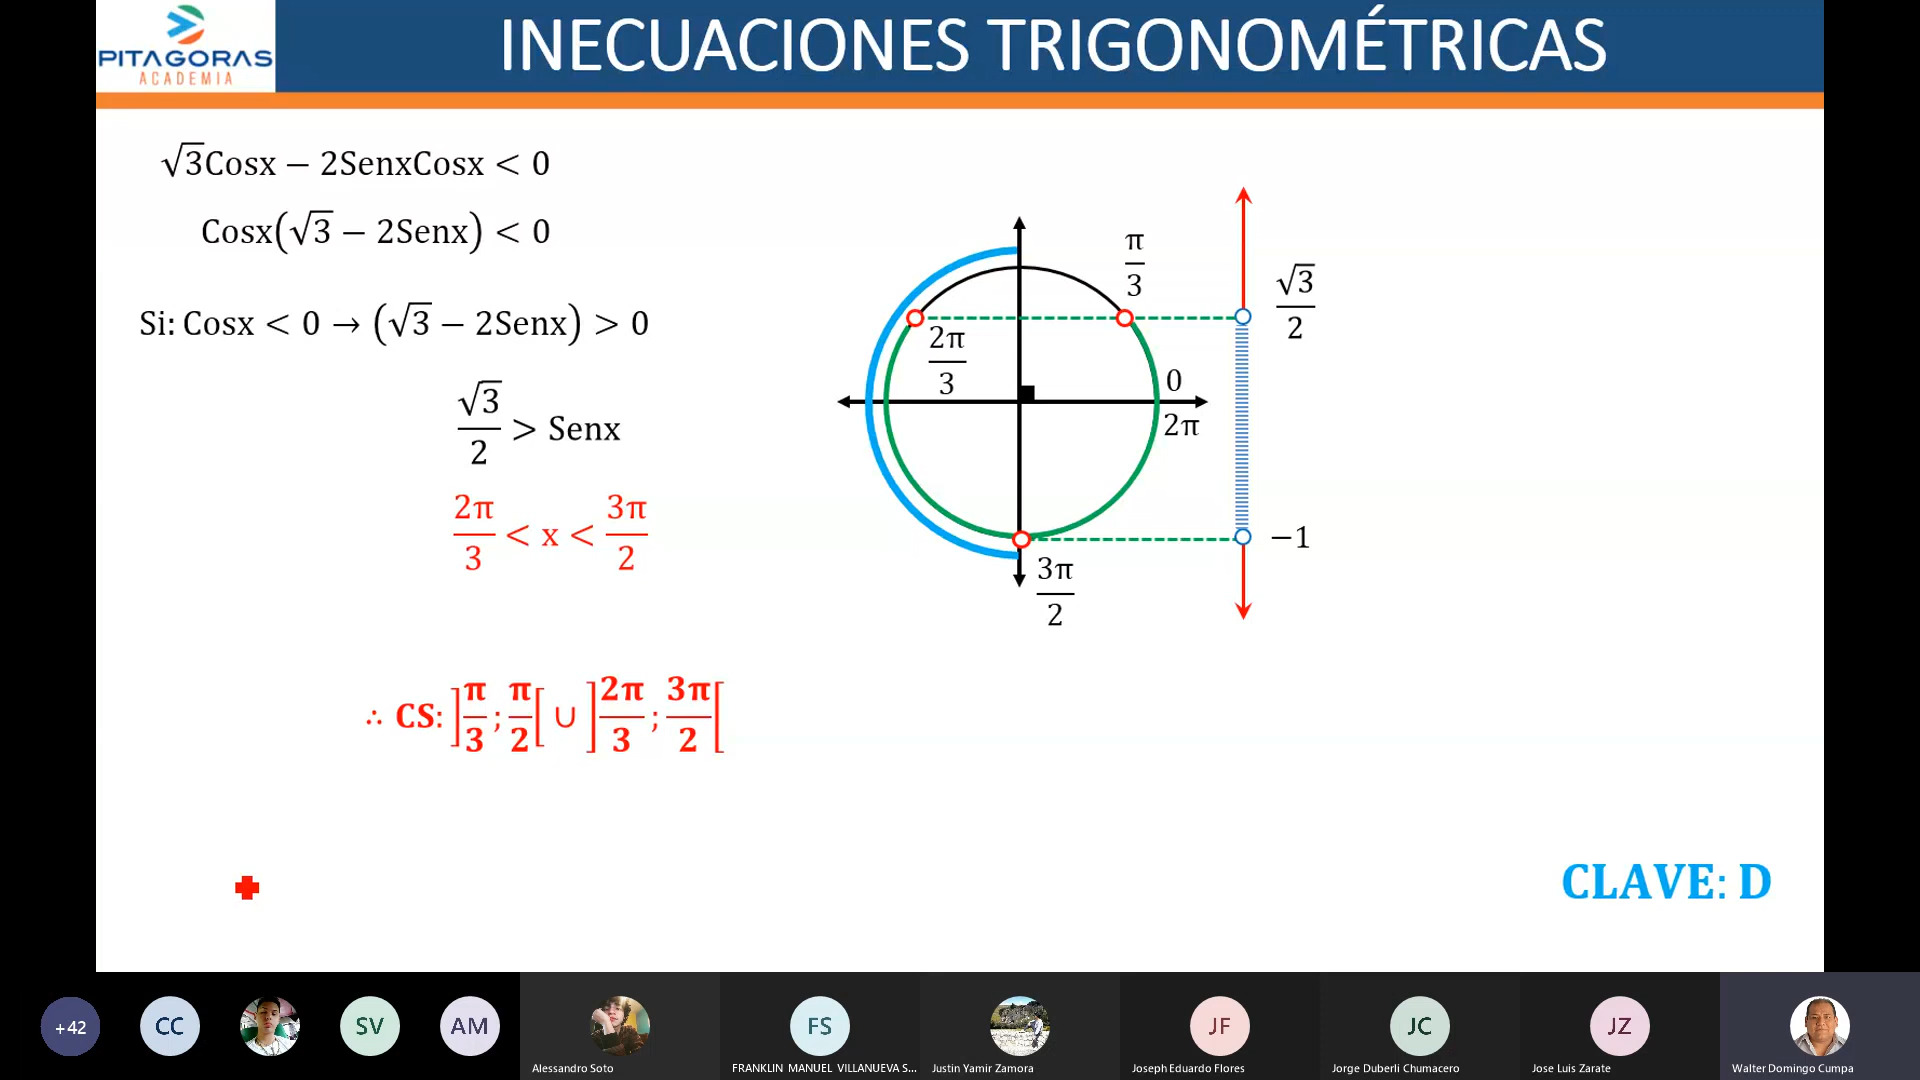 PITAGORAS
ACADEMIA
INECUACIONES TRIGONOMÉTRICAS
√3Cosx − 2SenxCosx < 0
Cosx(√3 − 2Senx) < 0
Si: Cosx < 0 → (√3 − 2Senx) > 0
√3/2 > Senx
2π/3 < x < 3π/2
∴ CS: ]π/3 ; π/2[ ∪ ]2π/3 ; 3π/2[
π/3
√3/2
2π/3
0
2π
−1
3π/2
CLAVE: D
+42
CC
SV
AM
FS
JF
JC
JZ
Alessandro Soto
FRANKLIN MANUEL VILLANUEVA S...
Justin Yamir Zamora
Joseph Eduardo Flores
Jorge Duberli Chumacero
Jose Luis Zarate
Walter Domingo Cumpa